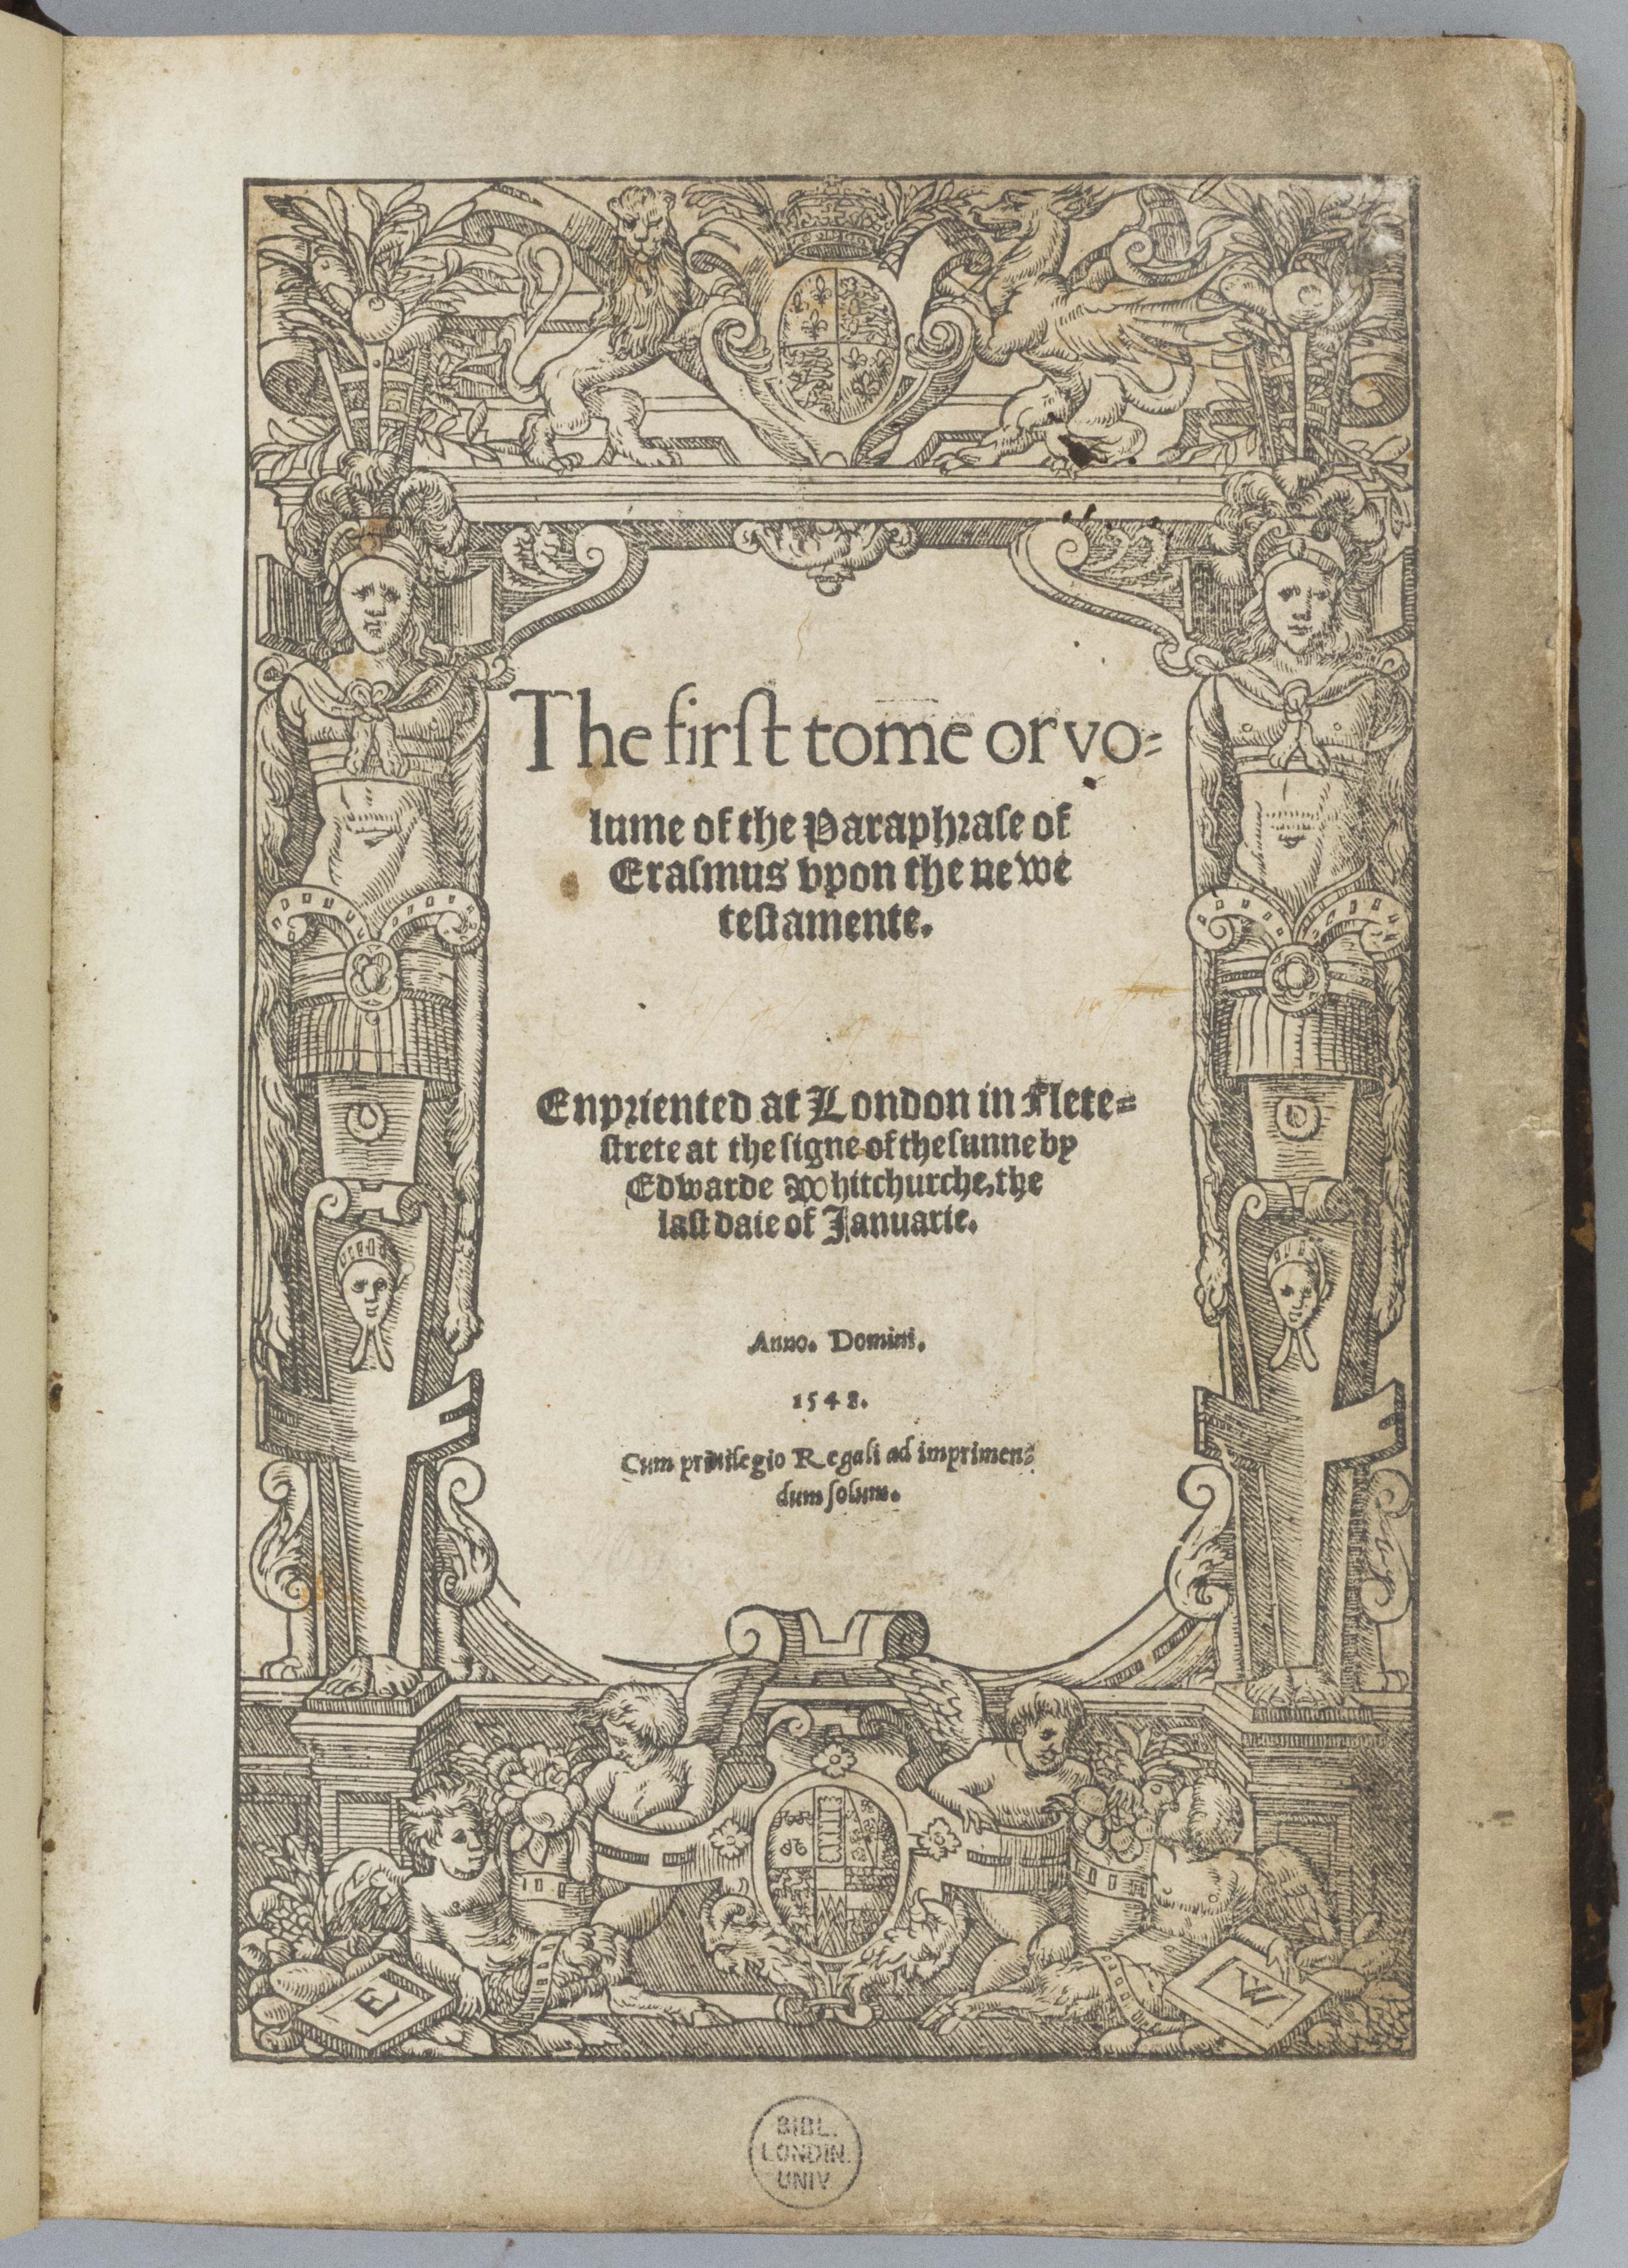 The firſt tome or vo=
lume of the Paraphraſe of
Eraſmus vpon the newe
teſtamente.
Enpriented at London in Flete=
ſtrete at the ſigne of the ſunne by
Edwarde Whitchurche, the
laſt daie of Januarie.
Anno. Domini.
1548.
Cum priuilegio Regali ad imprimen=
dum ſolum.
E
W
BIBL.
LONDIN.
UNIV.